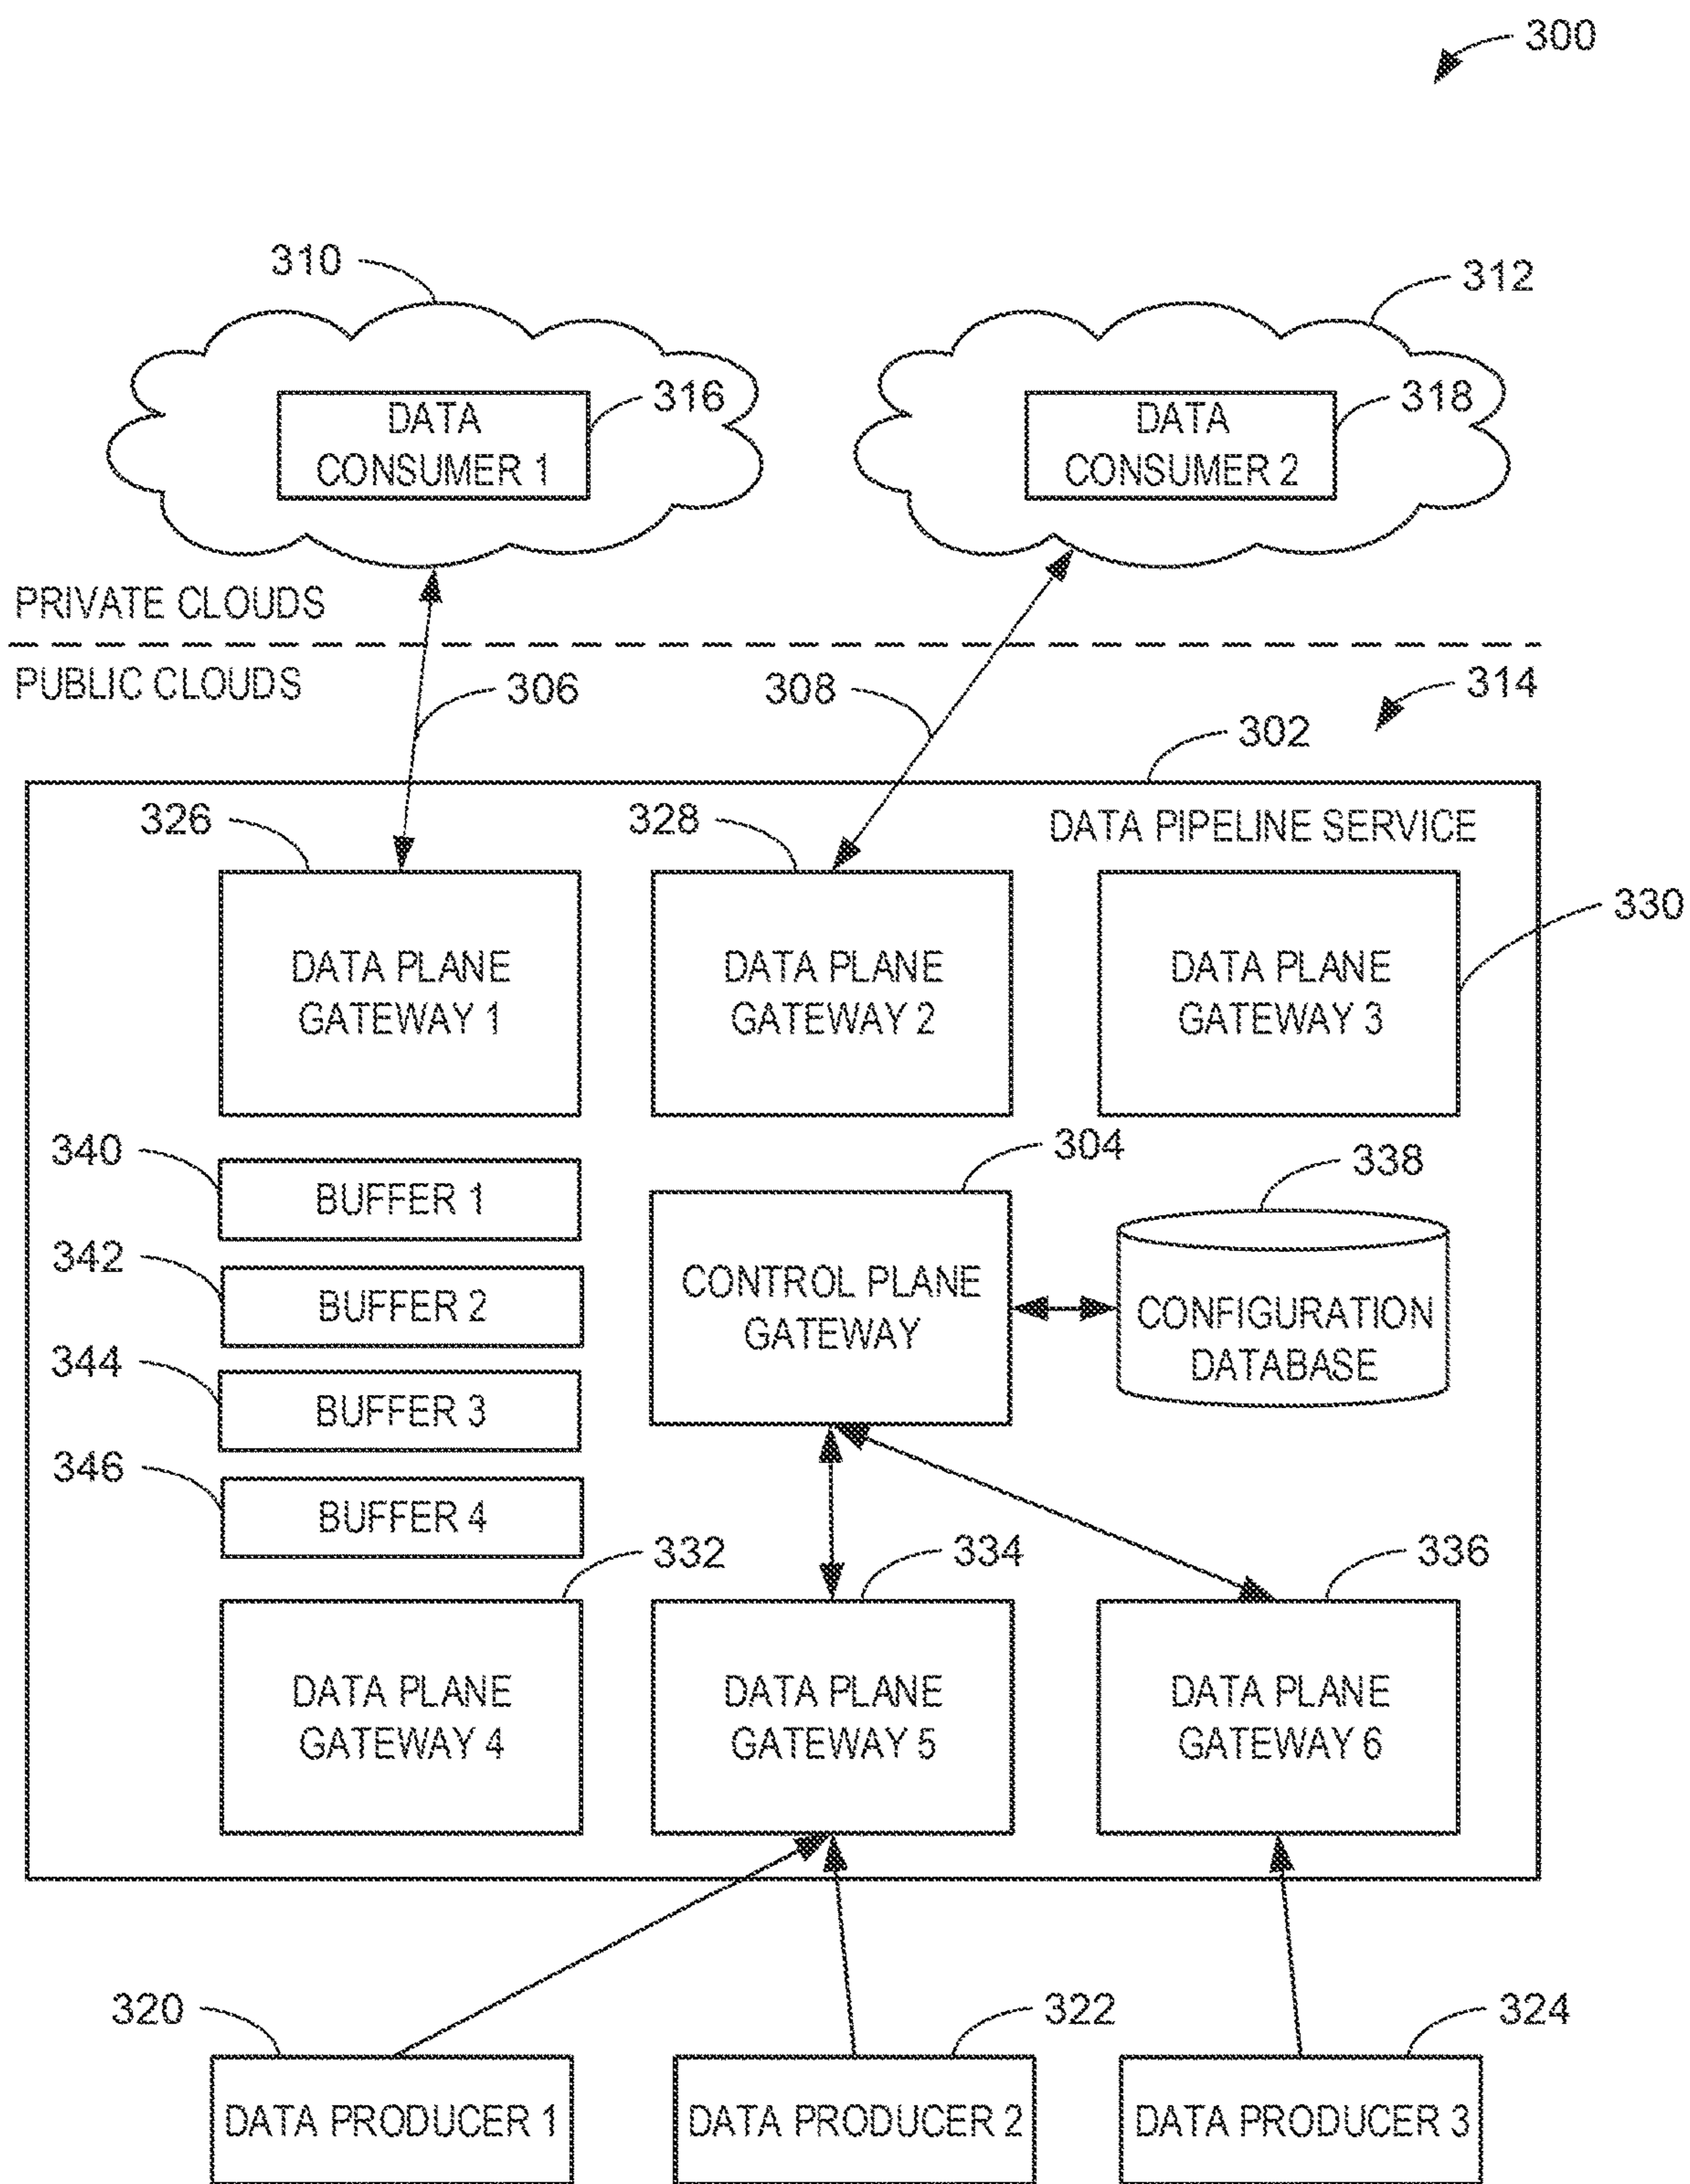 300
310
312
DATA
CONSUMER 1
316
DATA
CONSUMER 2
318
PRIVATE CLOUDS
PUBLIC CLOUDS
306
308
314
302
326
328
DATA PIPELINE SERVICE
330
DATA PLANE
GATEWAY 1
DATA PLANE
GATEWAY 2
DATA PLANE
GATEWAY 3
340
BUFFER 1
304
338
342
BUFFER 2
CONTROL PLANE
GATEWAY
CONFIGURATION
DATABASE
344
BUFFER 3
346
BUFFER 4
332
334
336
DATA PLANE
GATEWAY 4
DATA PLANE
GATEWAY 5
DATA PLANE
GATEWAY 6
320
322
324
DATA PRODUCER 1
DATA PRODUCER 2
DATA PRODUCER 3